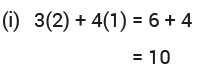 (i) 3(2) + 4(1) = 6 + 4
= 10